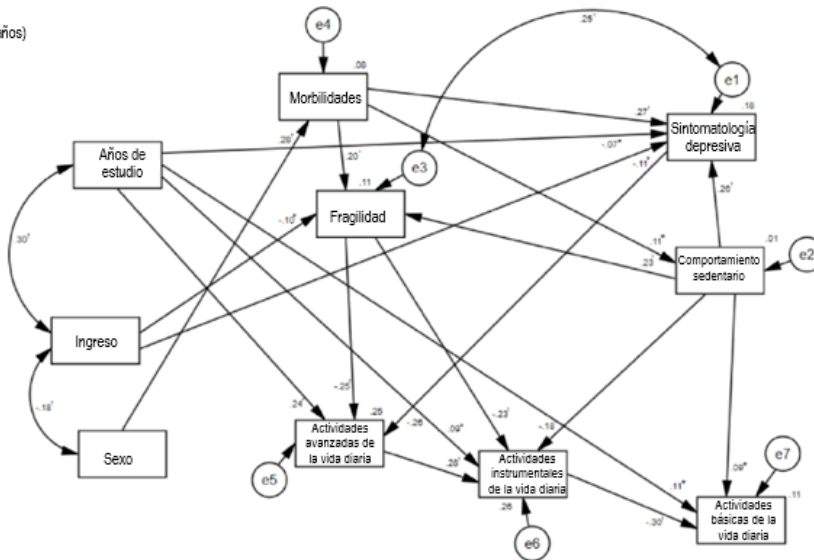 ños)
e4
.08
Morbilidades
.28†
e1
.18
Sintomatología
depresiva
.27†
-.07*
-.11†
.29†
.20†
Años de
estudio
e3
.11
Fragilidad
-.10*
.26†
.30†
.11*
.23†
.01
Comportamiento
sedentario
e2
Ingreso
-.18†
Sexo
-.25†
-.23†
-.18
.24†
.25
-.26
.09*
Actividades
avanzadas de
la vida diaria
e5
.28†
Actividades
instrumentales
de la vida diaria
.26
e6
.11*
.09*
-.30†
e7
.11
Actividades
básicas de la
vida diaria